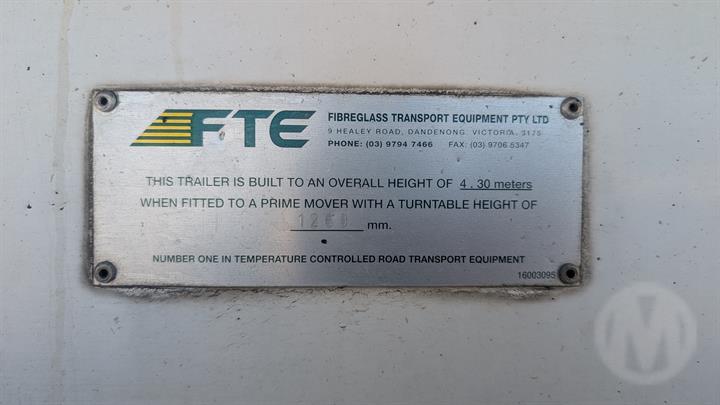 FTE
FIBREGLASS TRANSPORT EQUIPMENT PTY LTD
9 HEALEY ROAD, DANDENONG. VICTORIA. 3175
PHONE: (03) 9794 7466 FAX: (03) 9706 5347
THIS TRAILER IS BUILT TO AN OVERALL HEIGHT OF 4.30 meters
WHEN FITTED TO A PRIME MOVER WITH A TURNTABLE HEIGHT OF
mm.
NUMBER ONE IN TEMPERATURE CONTROLLED ROAD TRANSPORT EQUIPMENT
16003095
M